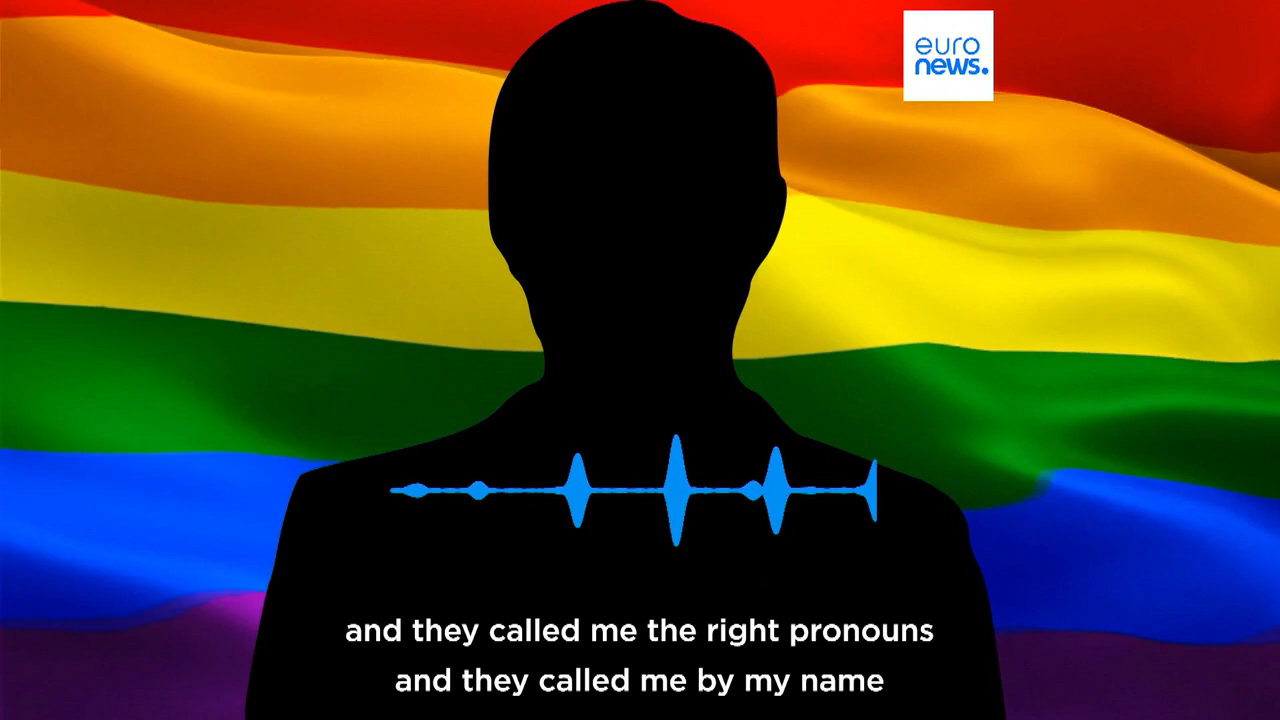 euro
news.
and they called me the right pronouns
and they called me by my name